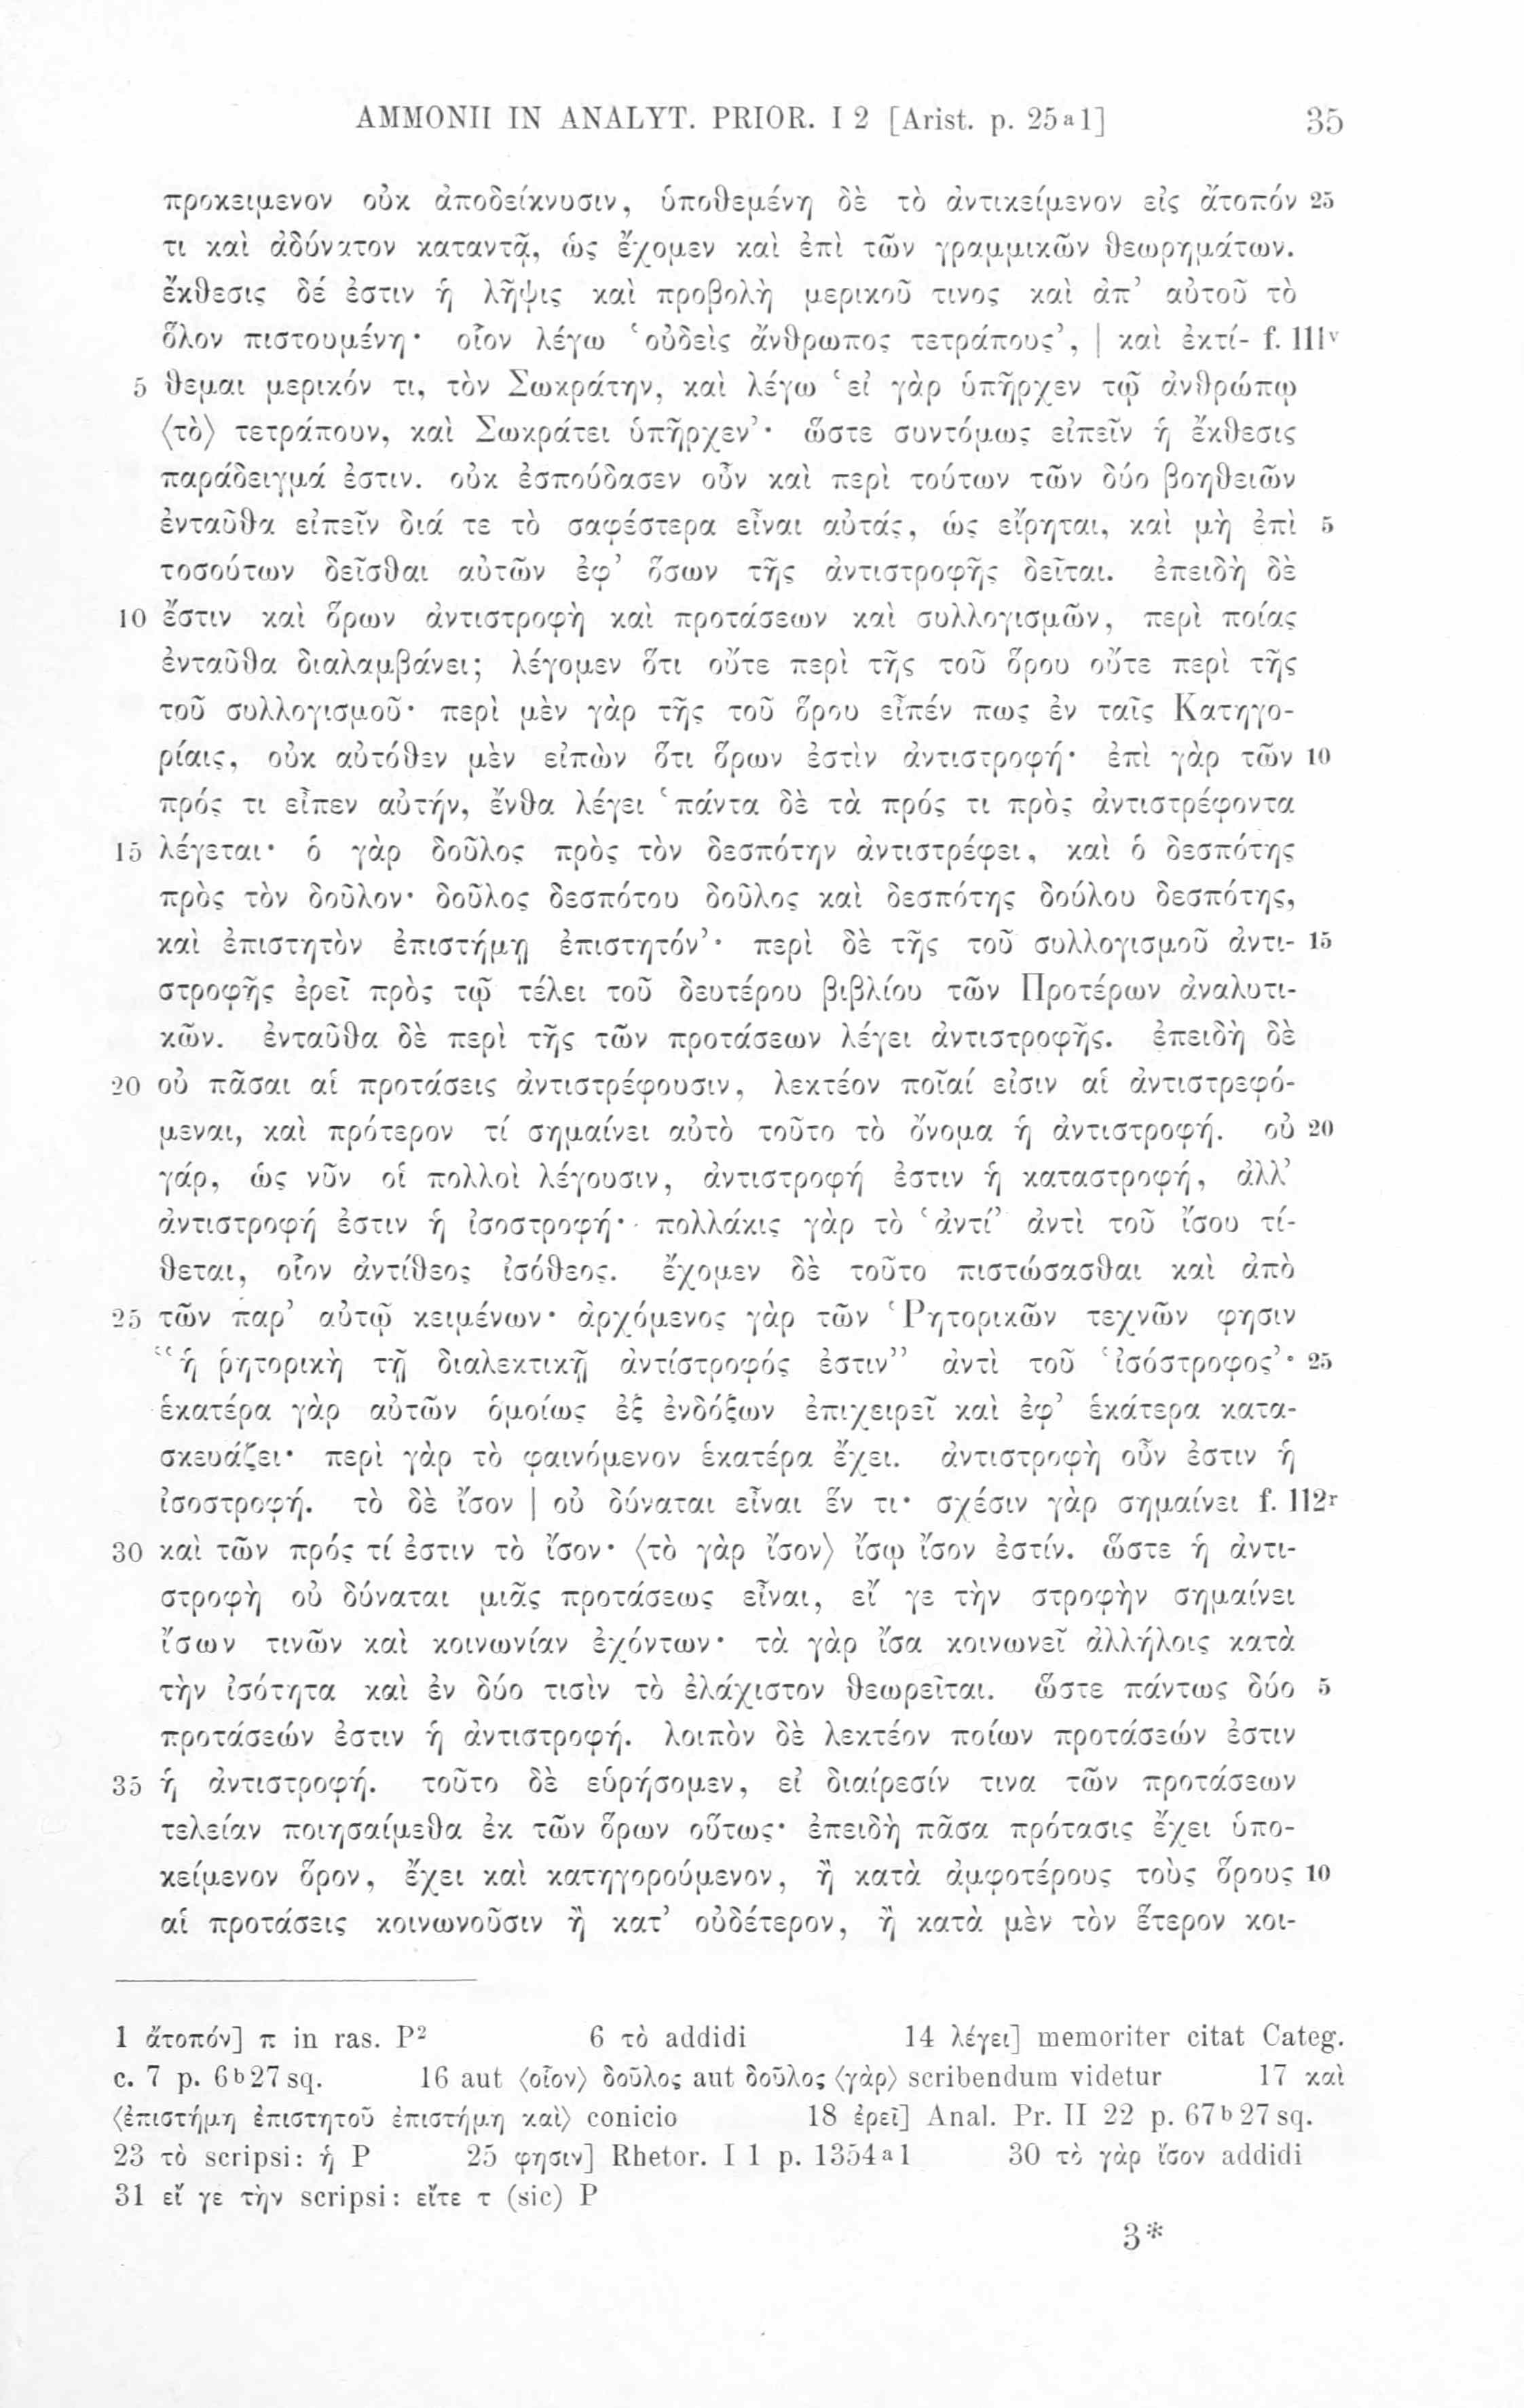 AMMONII IN ANALYT. PRIOR. I 2 [Arist. p. 25a1] 35
προκειμενον οὐκ ἀποδείκνυσιν, ὑποθεμένη δὲ τὸ ἀντικείμενον εἰς ἄτοπόν 25
τι καὶ ἀδύνατον καταντᾷ, ὡς ἔχομεν καὶ ἐπὶ τῶν γραμμικῶν θεωρημάτων.
ἔκθεσις δέ ἐστιν ἡ λῆψις καὶ προβολὴ μερικοῦ τινος καὶ ἀπ’ αὐτοῦ τὸ
ὅλον πιστουμένη· οἷον λέγω ‘οὐδεὶς ἄνθρωπος τετράπους’, | καὶ ἐκτί- f. 111v
5 θεμαι μερικόν τι, τὸν Σωκράτην, καὶ λέγω ‘εἰ γὰρ ὑπῆρχεν τῷ ἀνθρώπῳ
⟨τὸ⟩ τετράπουν, καὶ Σωκράτει ὑπῆρχεν’· ὥστε συντόμως εἰπεῖν ἡ ἔκθεσις
παράδειγμά ἐστιν. οὐκ ἐσπούδασεν οὖν καὶ περὶ τούτων τῶν δύο βοηθειῶν
ἐνταῦθα εἰπεῖν διά τε τὸ σαφέστερα εἶναι αὐτάς, ὡς εἴρηται, καὶ μὴ ἐπὶ 5
τοσούτων δεῖσθαι αὐτῶν ἐφ’ ὅσων τῆς ἀντιστροφῆς δεῖται. ἐπειδὴ δὲ
10 ἔστιν καὶ ὅρων ἀντιστροφὴ καὶ προτάσεων καὶ συλλογισμῶν, περὶ ποίας
ἐνταῦθα διαλαμβάνει; λέγομεν ὅτι οὔτε περὶ τῆς τοῦ ὅρου οὔτε περὶ τῆς
τοῦ συλλογισμοῦ· περὶ μὲν γὰρ τῆς τοῦ ὅρου εἶπέν πως ἐν ταῖς Κατηγο-
ρίαις, οὐκ αὐτόθεν μὲν εἰπὼν ὅτι ὅρων ἐστὶν ἀντιστροφή· ἐπὶ γὰρ τῶν 10
πρός τι εἶπεν αὐτήν, ἔνθα λέγει ‘πάντα δὲ τὰ πρός τι πρὸς ἀντιστρέφοντα
15 λέγεται· ὁ γὰρ δοῦλος πρὸς τὸν δεσπότην ἀντιστρέφει, καὶ ὁ δεσπότης
πρὸς τὸν δοῦλον· δοῦλος δεσπότου δοῦλος καὶ δεσπότης δούλου δεσπότης,
καὶ ἐπιστητὸν ἐπιστήμῃ ἐπιστητόν’· περὶ δὲ τῆς τοῦ συλλογισμοῦ ἀντι- 15
στροφῆς ἐρεῖ πρὸς τῷ τέλει τοῦ δευτέρου βιβλίου τῶν Προτέρων ἀναλυτι-
κῶν. ἐνταῦθα δὲ περὶ τῆς τῶν προτάσεων λέγει ἀντιστροφῆς. ἐπειδὴ δὲ
20 οὐ πᾶσαι αἱ προτάσεις ἀντιστρέφουσιν, λεκτέον ποῖαί εἰσιν αἱ ἀντιστρεφό-
μεναι, καὶ πρότερον τί σημαίνει αὐτὸ τοῦτο τὸ ὄνομα ἡ ἀντιστροφή. οὐ 20
γάρ, ὡς νῦν οἱ πολλοὶ λέγουσιν, ἀντιστροφή ἐστιν ἡ καταστροφή, ἀλλ’
ἀντιστροφή ἐστιν ἡ ἰσοστροφή· πολλάκις γὰρ τὸ ‘ἀντί’ ἀντὶ τοῦ ἴσου τί-
θεται, οἷον ἀντίθεος ἰσόθεος. ἔχομεν δὲ τοῦτο πιστώσασθαι καὶ ἀπὸ
25 τῶν παρ’ αὐτῷ κειμένων· ἀρχόμενος γὰρ τῶν Ῥητορικῶν τεχνῶν φησιν
“ἡ ῥητορικὴ τῇ διαλεκτικῇ ἀντίστροφός ἐστιν” ἀντὶ τοῦ ‘ἰσόστροφος’· 25
ἑκατέρα γὰρ αὐτῶν ὁμοίως ἐξ ἐνδόξων ἐπιχειρεῖ καὶ ἐφ’ ἑκάτερα κατα-
σκευάζει· περὶ γὰρ τὸ φαινόμενον ἑκατέρα ἔχει. ἀντιστροφὴ οὖν ἐστιν ἡ
ἰσοστροφή. τὸ δὲ ἴσον | οὐ δύναται εἶναι ἕν τι· σχέσιν γὰρ σημαίνει f. 112r
30 καὶ τῶν πρός τί ἐστιν τὸ ἴσον· ⟨τὸ γὰρ ἴσον⟩ ἴσῳ ἴσον ἐστίν. ὥστε ἡ ἀντι-
στροφὴ οὐ δύναται μιᾶς προτάσεως εἶναι, εἴ γε τὴν στροφὴν σημαίνει
ἴσων τινῶν καὶ κοινωνίαν ἐχόντων· τὰ γὰρ ἴσα κοινωνεῖ ἀλλήλοις κατὰ
τὴν ἰσότητα καὶ ἐν δύο τισὶν τὸ ἐλάχιστον θεωρεῖται. ὥστε πάντως δύο 5
προτάσεών ἐστιν ἡ ἀντιστροφή. λοιπὸν δὲ λεκτέον ποίων προτάσεών ἐστιν
35 ἡ ἀντιστροφή. τοῦτο δὲ εὑρήσομεν, εἰ διαίρεσίν τινα τῶν προτάσεων
τελείαν ποιησαίμεθα ἐκ τῶν ὅρων οὕτως· ἐπειδὴ πᾶσα πρότασις ἔχει ὑπο-
κείμενον ὅρον, ἔχει καὶ κατηγορούμενον, ἢ κατὰ ἀμφοτέρους τοὺς ὅρους 10
αἱ προτάσεις κοινωνοῦσιν ἢ κατ’ οὐδέτερον, ἢ κατὰ μὲν τὸν ἕτερον κοι-
1 ἄτοπόν] π in ras. P2 6 τὸ addidi 14 λέγει] memoriter citat Categ.
c. 7 p. 6b27 sq. 16 aut ⟨οἷον⟩ δοῦλος aut δοῦλος ⟨γὰρ⟩ scribendum videtur 17 καὶ
⟨ἐπιστήμη ἐπιστητοῦ ἐπιστήμη καὶ⟩ conicio 18 ἐρεῖ] Anal. Pr. II 22 p. 67b27 sq.
23 τὸ scripsi: ἡ P 25 φησιν] Rhetor. I 1 p. 1354a1 30 τὸ γὰρ ἴσον addidi
31 εἴ γε τὴν scripsi: εἴτε τ (sic) P
3*